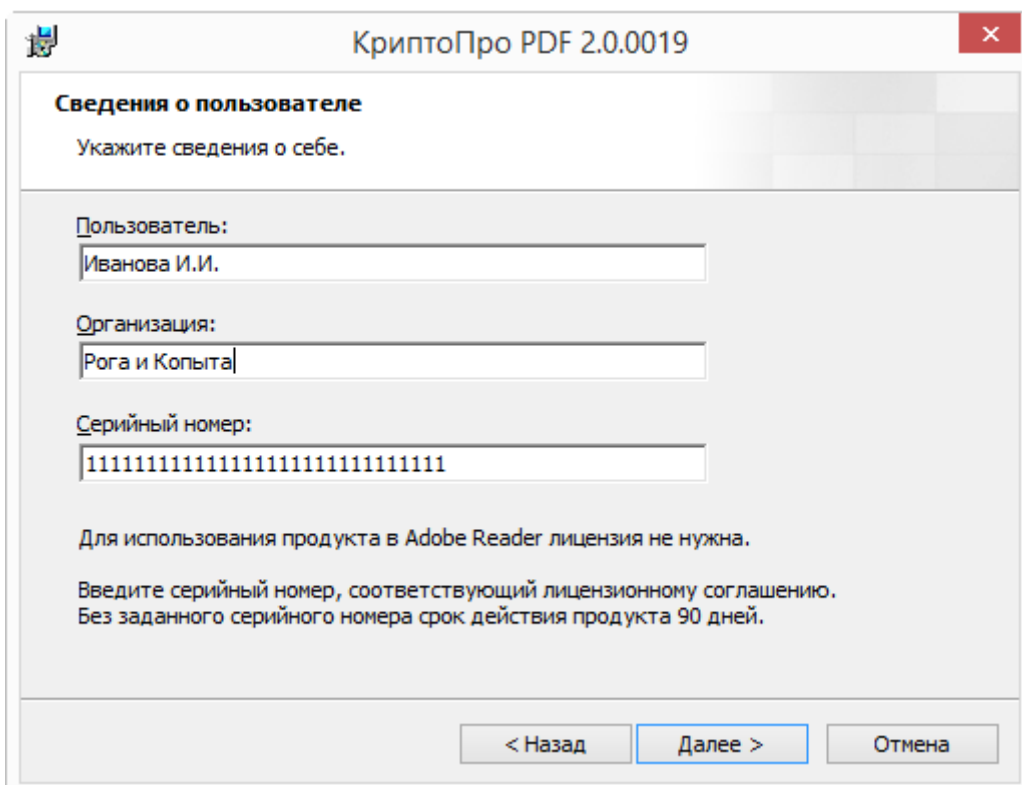 КриптоПро PDF 2.0.0019
Сведения о пользователе
Укажите сведения о себе.
Пользователь:
Иванова И.И.
Организация:
Рога и Копыта
Серийный номер:
1111111111111111111111111111
Для использования продукта в Adobe Reader лицензия не нужна.
Введите серийный номер, соответствующий лицензионному соглашению.
Без заданного серийного номера срок действия продукта 90 дней.
< Назад
Далее >
Отмена